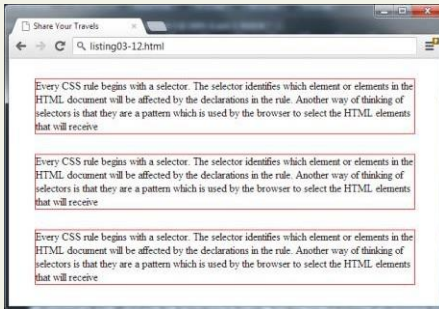 Share Your Travels
listing03-12.html
Every CSS rule begins with a selector. The selector identifies which element or elements in the
HTML document will be affected by the declarations in the rule. Another way of thinking of
selectors is that they are a pattern which is used by the browser to select the HTML elements
that will receive
Every CSS rule begins with a selector. The selector identifies which element or elements in the
HTML document will be affected by the declarations in the rule. Another way of thinking of
selectors is that they are a pattern which is used by the browser to select the HTML elements
that will receive
Every CSS rule begins with a selector. The selector identifies which element or elements in the
HTML document will be affected by the declarations in the rule. Another way of thinking of
selectors is that they are a pattern which is used by the browser to select the HTML elements
that will receive